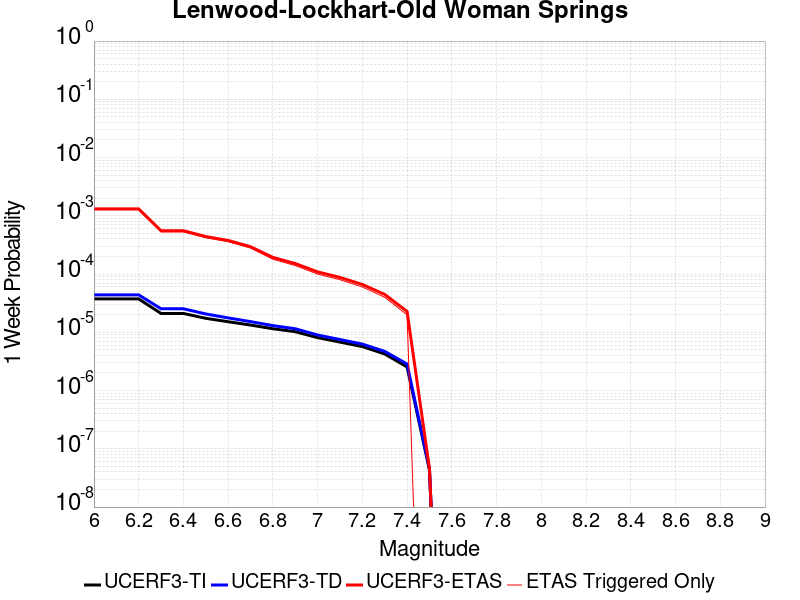 Lenwood-Lockhart-Old Woman Springs
1 Week Probability
10^0
10^-1
10^-2
10^-3
10^-4
10^-5
10^-6
10^-7
10^-8
6 6.2 6.4 6.6 6.8 7 7.2 7.4 7.6 7.8 8 8.2 8.4 8.6 8.8 9
Magnitude
UCERF3-TI UCERF3-TD UCERF3-ETAS ETAS Triggered Only